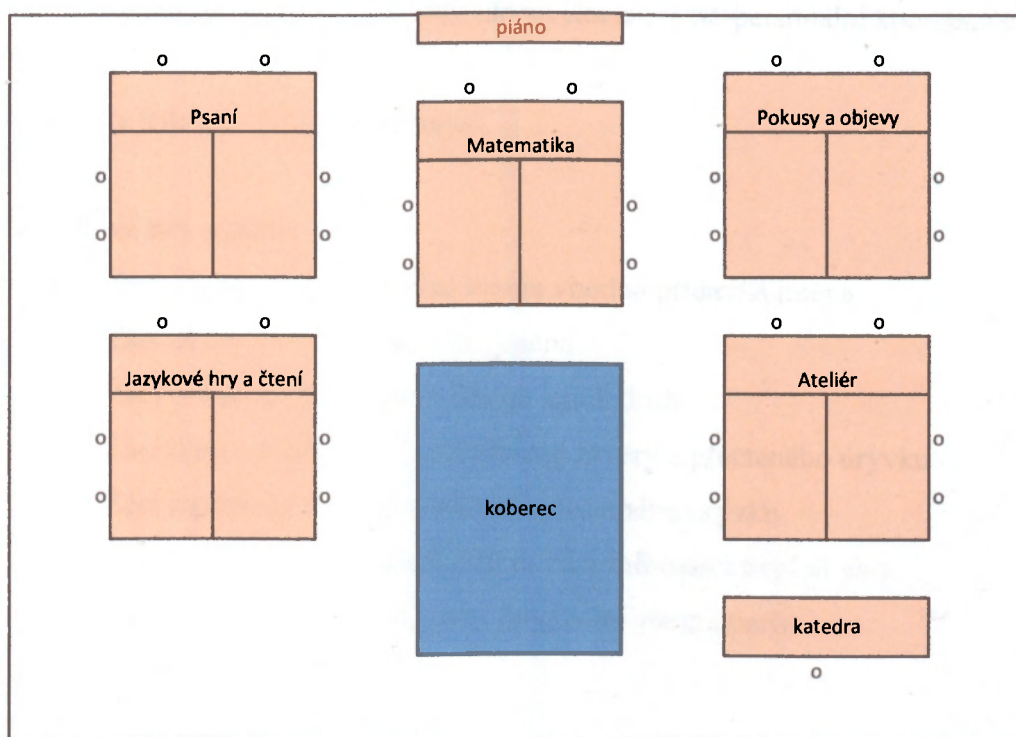 piáno
Psaní
Matematika
Pokusy a objevy
Jazykové hry a čtení
Ateliér
koberec
katedra